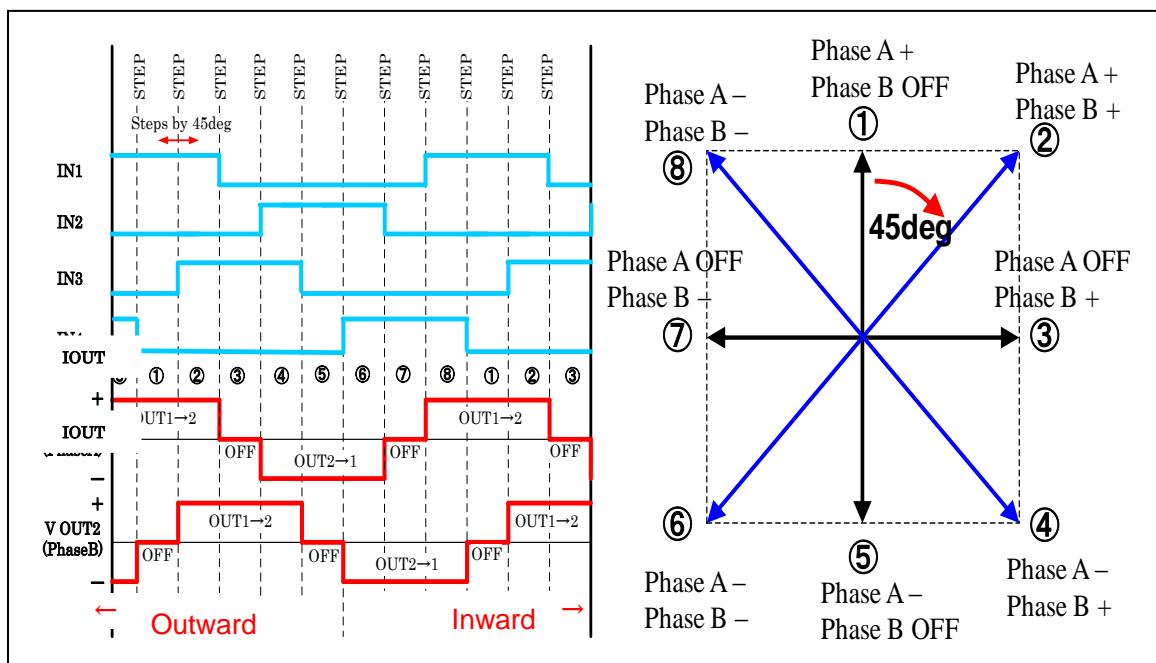 STEP STEP STEP STEP STEP STEP STEP STEP STEP STEP STEP
Steps by 45deg
IN1
IN2
IN3
IOUT
① ② ③ ④ ⑤ ⑥ ⑦ ⑧ ① ② ③
+
OUT1→2 OUT1→2
IOUT
OFF OFF OFF
OUT2→1
−
+
OUT1→2 OUT1→2
V OUT2
(PhaseB)
OFF OFF OFF
OUT2→1
−
← Outward Inward →
Phase A +
Phase B OFF
①
Phase A +
Phase B +
②
Phase A −
Phase B −
⑧
45deg
Phase A OFF
Phase B −
⑦
Phase A OFF
Phase B +
③
⑥
Phase A −
Phase B −
⑤
Phase A −
Phase B OFF
④
Phase A −
Phase B +